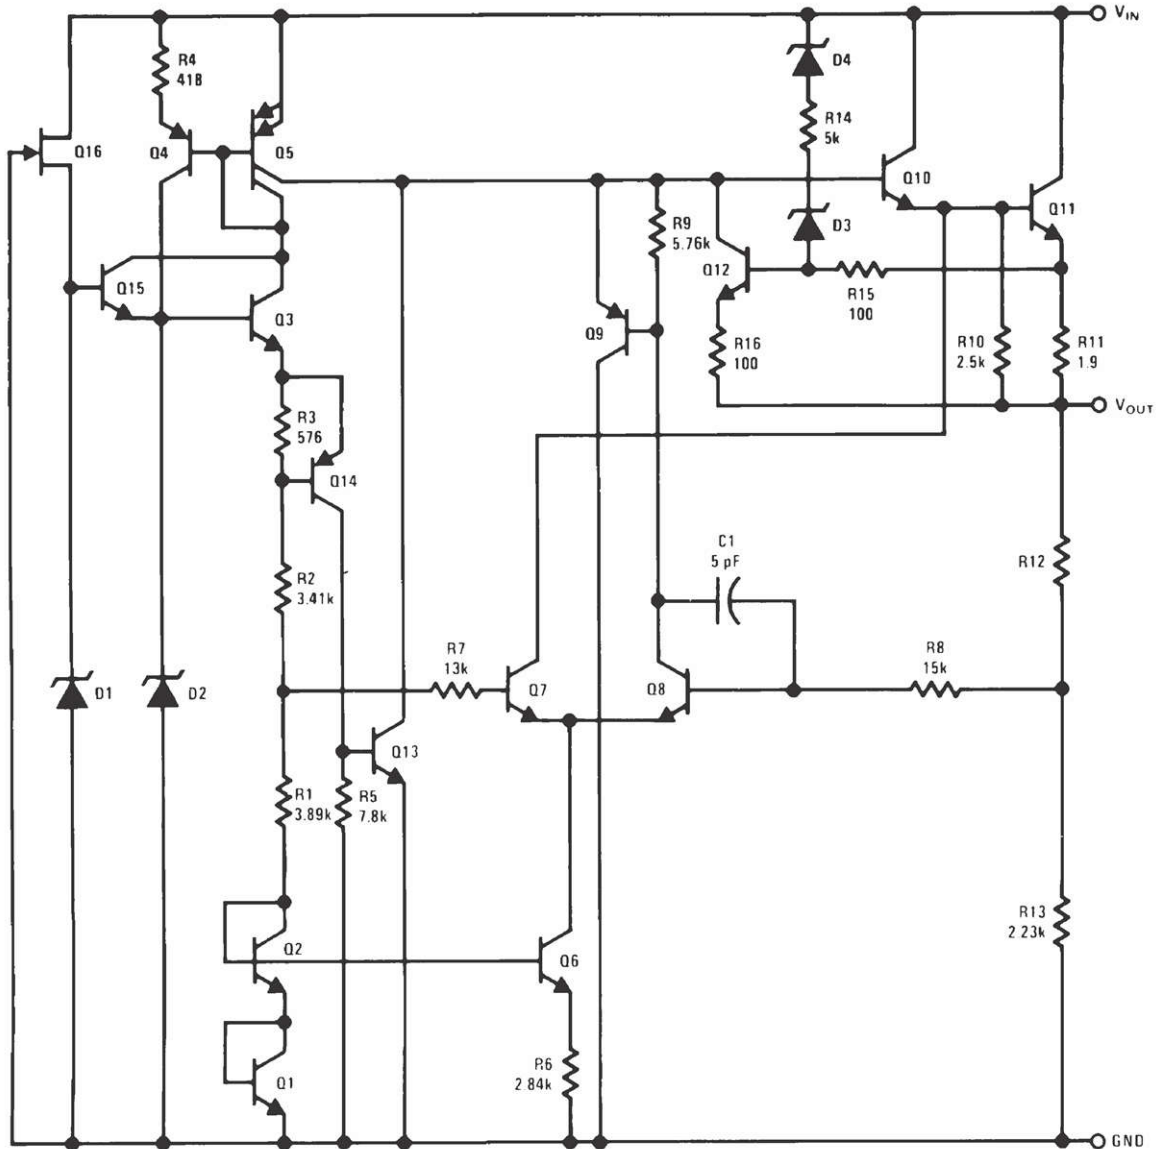 VIN
R4
41B
D4
R14
5k
Q16
Q4
Q5
Q10
Q11
R9
5.76k
D3
Q12
Q15
R15
100
Q3
Q9
R16
100
R10
2.5k
R11
1.9
VOUT
R3
576
Q14
C1
5 pF
R12
R2
3.41k
R7
13k
R8
15k
D1
D2
Q7
Q8
Q13
R1
3.89k
R5
7.8k
R13
2.23k
Q2
Q6
R6
2.84k
Q1
GND